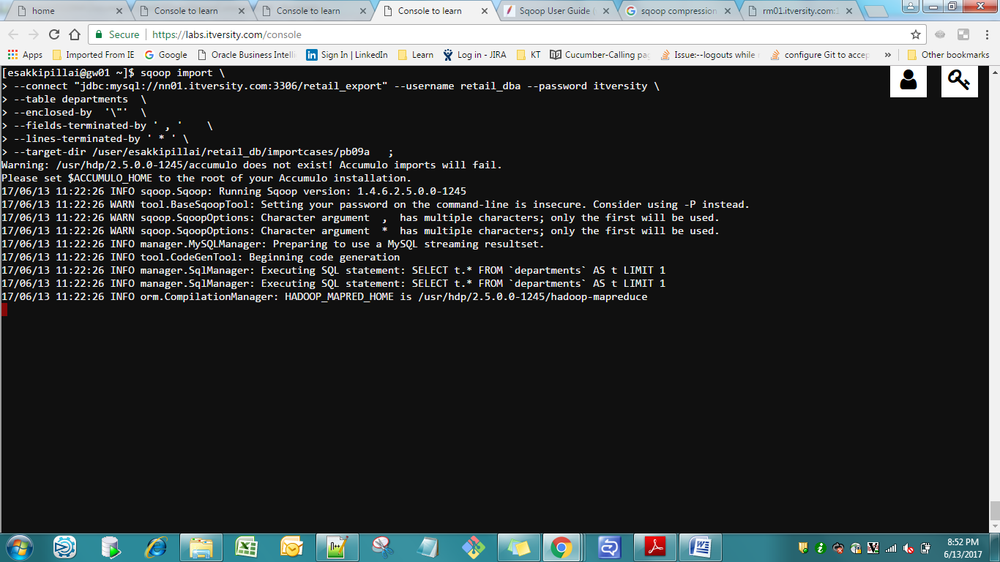 home
Console to learn
Console to learn
Console to learn
Sqoop User Guide (
sqoop compression
rm01.itversity.com:1
Secure
https://labs.itversity.com/console
Apps
Imported From IE
Google
Oracle Business Intelli
Sign In | LinkedIn
Learn
Log in - JIRA
KT
Cucumber-Calling pag
Issue:--logouts while
configure Git to accep
»
Other bookmarks
[esakkipillai@gw01 ~]$ sqoop import \
> --connect "jdbc:mysql://nn01.itversity.com:3306/retail_export" --username retail_dba --password itversity \
> --table departments  \
> --enclosed-by  '\"'  \
> --fields-terminated-by ' , '    \
> --lines-terminated-by ' * ' \
> --target-dir /user/esakkipillai/retail_db/importcases/pb09a   ;
Warning: /usr/hdp/2.5.0.0-1245/accumulo does not exist! Accumulo imports will fail.
Please set $ACCUMULO_HOME to the root of your Accumulo installation.
17/06/13 11:22:26 INFO sqoop.Sqoop: Running Sqoop version: 1.4.6.2.5.0.0-1245
17/06/13 11:22:26 WARN tool.BaseSqoopTool: Setting your password on the command-line is insecure. Consider using -P instead.
17/06/13 11:22:26 WARN sqoop.SqoopOptions: Character argument  ,  has multiple characters; only the first will be used.
17/06/13 11:22:26 WARN sqoop.SqoopOptions: Character argument  *  has multiple characters; only the first will be used.
17/06/13 11:22:26 INFO manager.MySQLManager: Preparing to use a MySQL streaming resultset.
17/06/13 11:22:26 INFO tool.CodeGenTool: Beginning code generation
17/06/13 11:22:26 INFO manager.SqlManager: Executing SQL statement: SELECT t.* FROM `departments` AS t LIMIT 1
17/06/13 11:22:26 INFO manager.SqlManager: Executing SQL statement: SELECT t.* FROM `departments` AS t LIMIT 1
17/06/13 11:22:26 INFO orm.CompilationManager: HADOOP_MAPRED_HOME is /usr/hdp/2.5.0.0-1245/hadoop-mapreduce
8:52 PM
6/13/2017